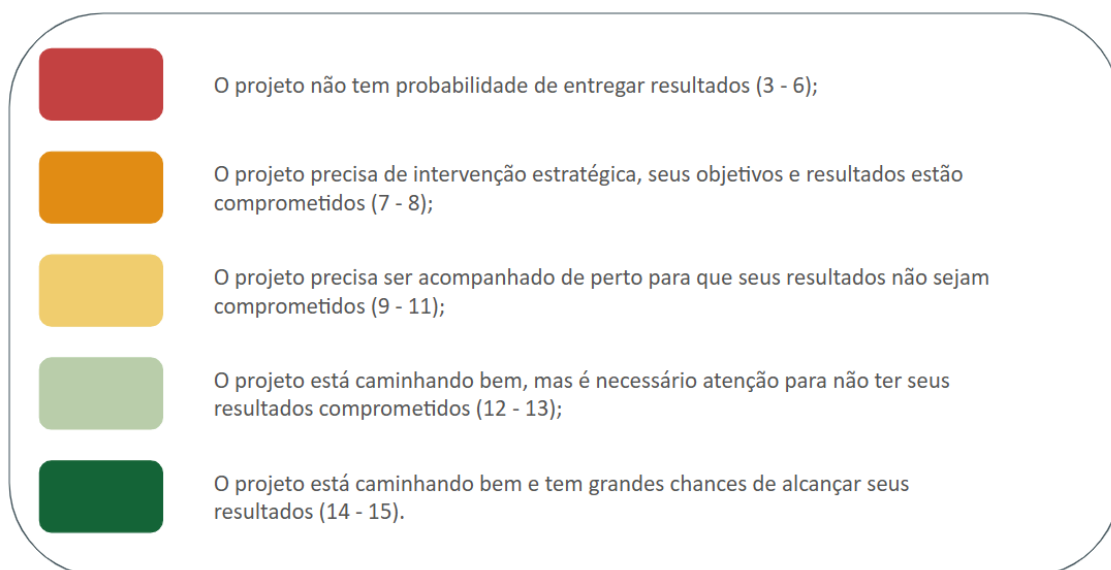 O projeto não tem probabilidade de entregar resultados (3 - 6);
O projeto precisa de intervenção estratégica, seus objetivos e resultados estão
comprometidos (7 - 8);
O projeto precisa ser acompanhado de perto para que seus resultados não sejam
comprometidos (9 - 11);
O projeto está caminhando bem, mas é necessário atenção para não ter seus
resultados comprometidos (12 - 13);
O projeto está caminhando bem e tem grandes chances de alcançar seus
resultados (14 - 15).